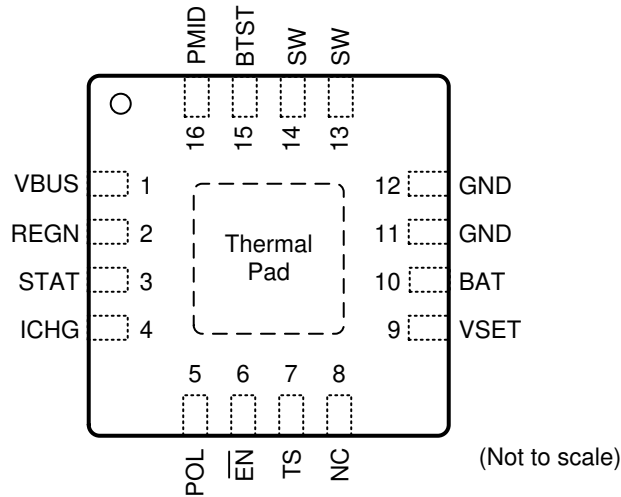 PMID BTST SW SW
16 15 14 13
VBUS 1 12 GND
REGN 2 11 GND
Thermal
Pad
STAT 3 10 BAT
ICHG 4 9 VSET
5 6 7 8
POL E̅N̅ TS NC
(Not to scale)